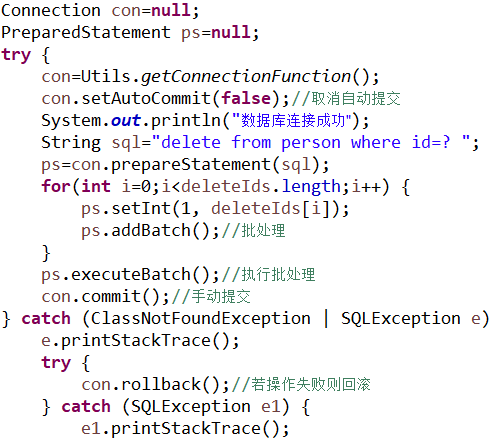 Connection con=null;
PreparedStatement ps=null;
try {
    con=Utils.getConnectionFunction();
    con.setAutoCommit(false);//取消自动提交
    System.out.println("数据库连接成功");
    String sql="delete from person where id=? ";
    ps=con.prepareStatement(sql);
    for(int i=0;i<deleteIds.length;i++) {
        ps.setInt(1, deleteIds[i]);
        ps.addBatch();//批处理
    }
    ps.executeBatch();//执行批处理
    con.commit();//手动提交
} catch (ClassNotFoundException | SQLException e)
    e.printStackTrace();
    try {
        con.rollback();//若操作失败则回滚
    } catch (SQLException e1) {
        e1.printStackTrace();